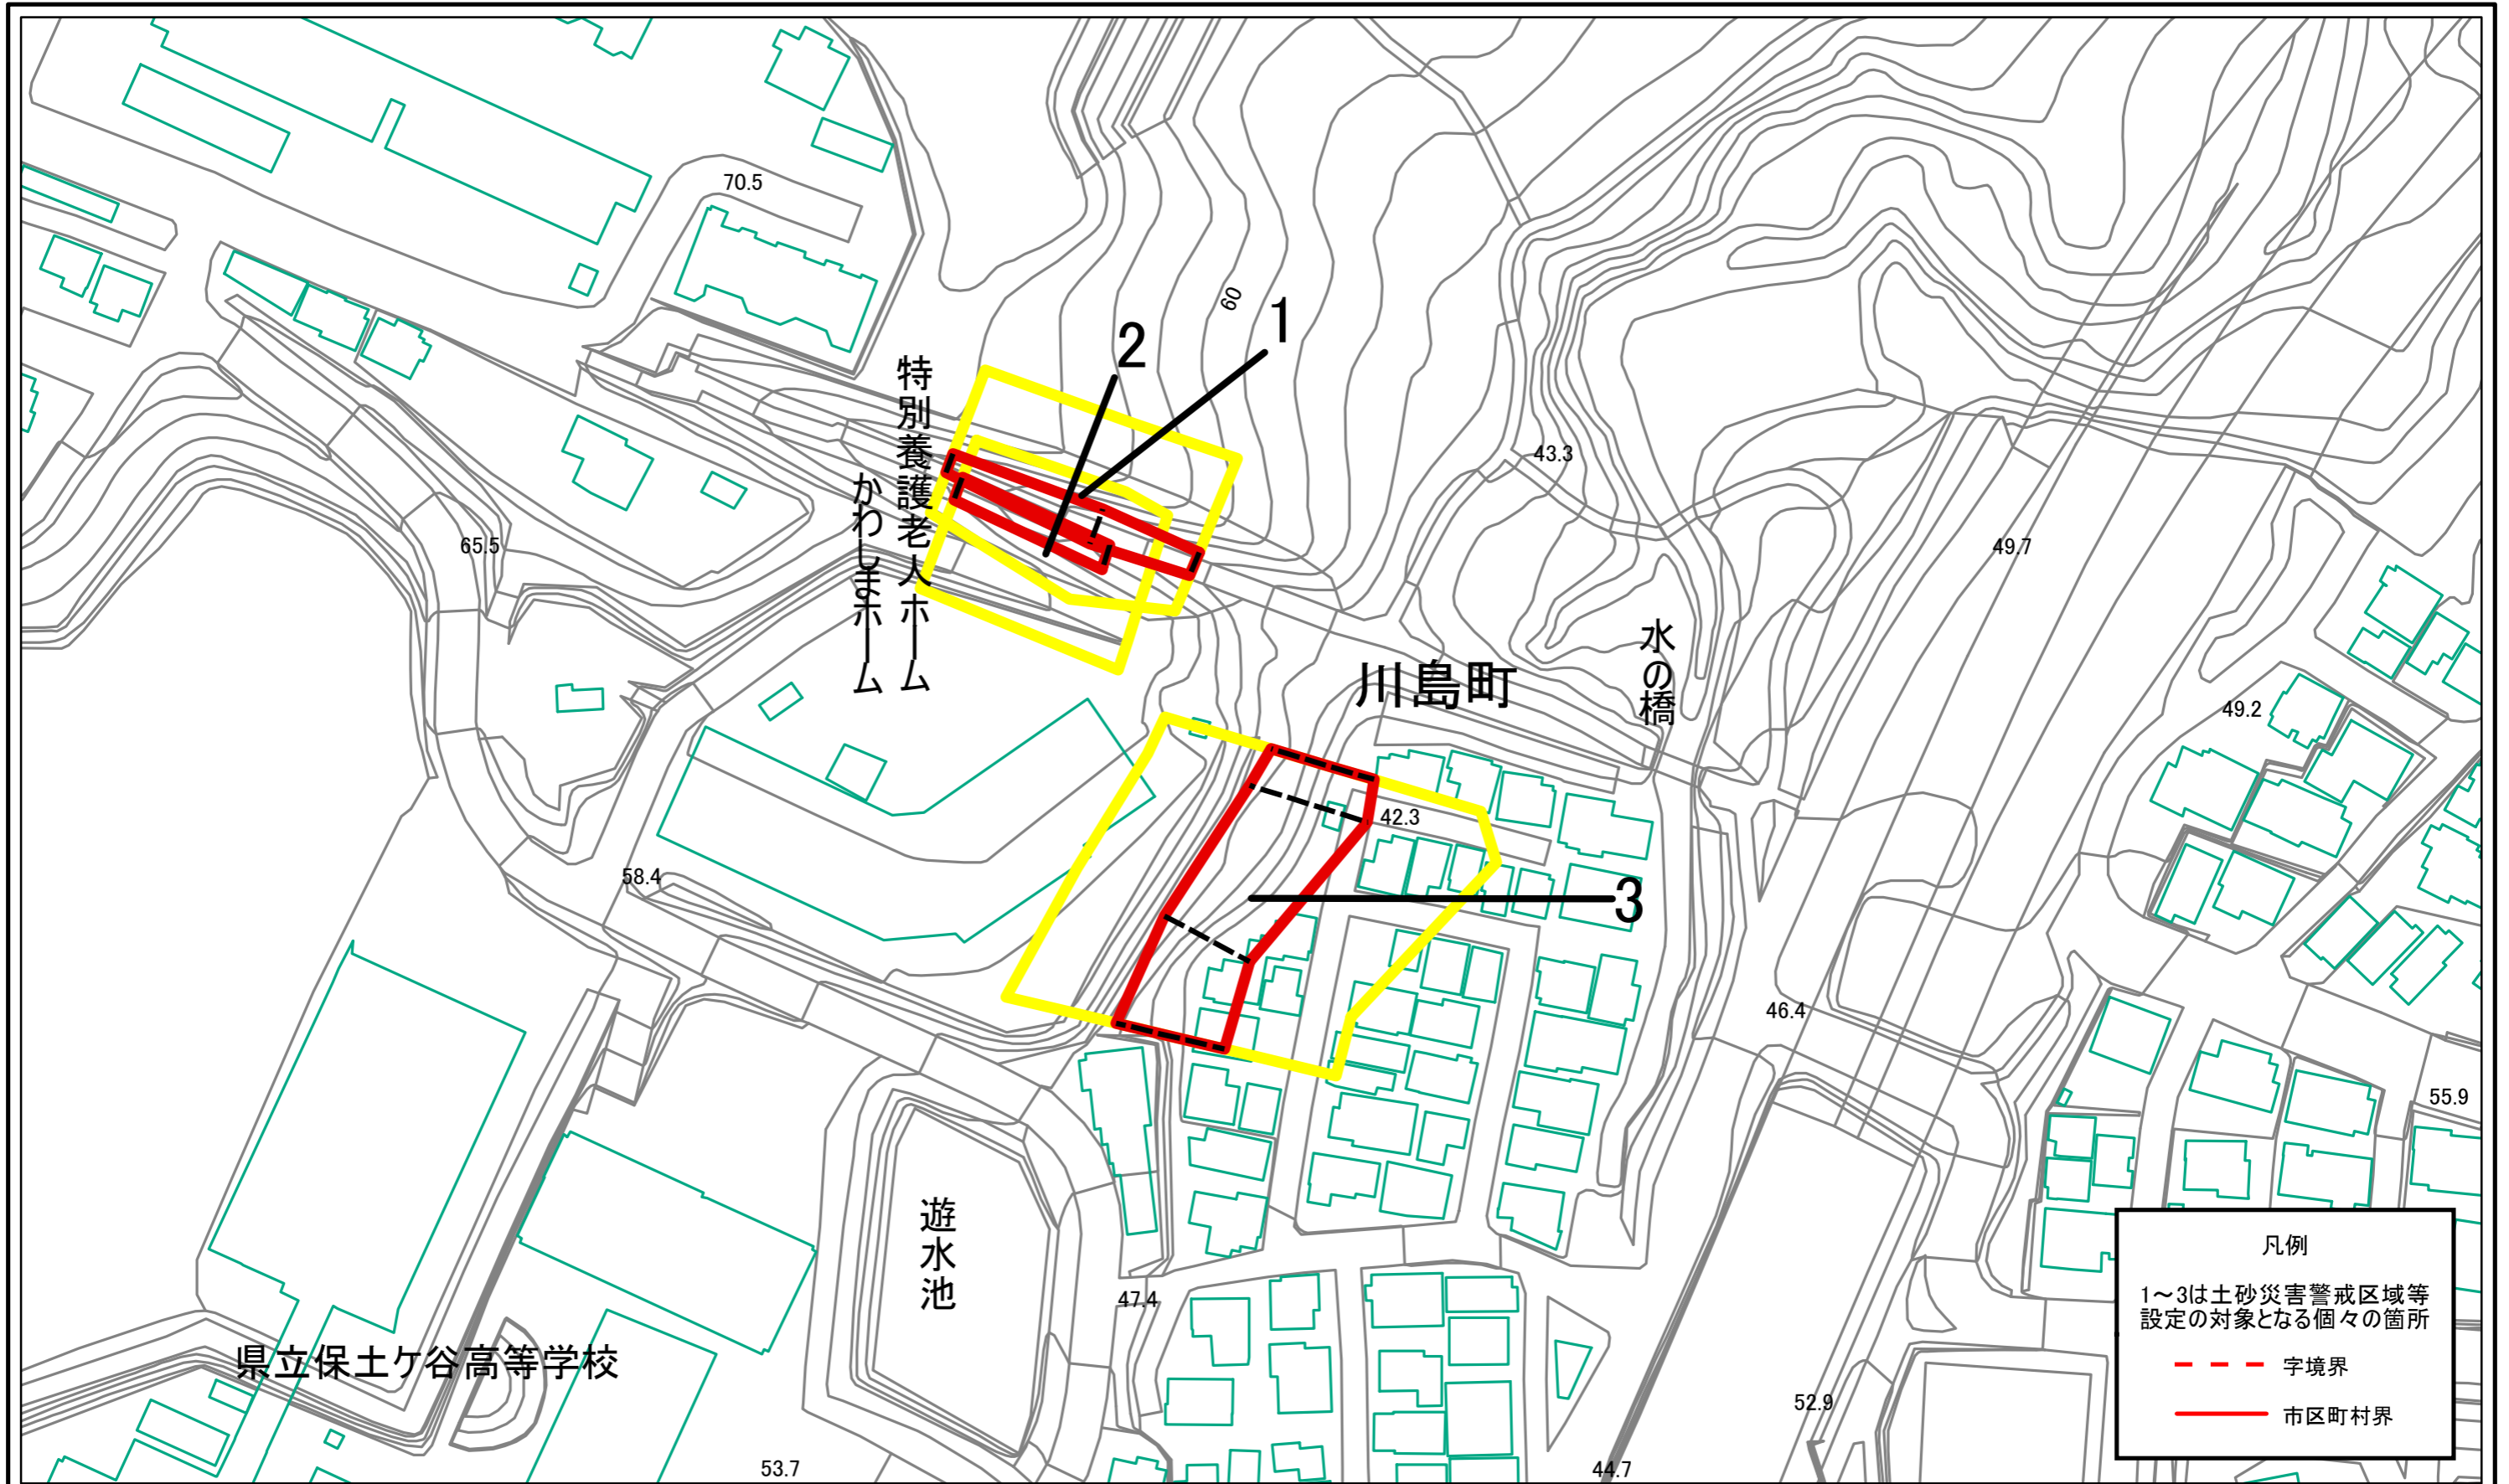 70.5
60
1
2
特別養護老人ホーム
かわしまホーム
43.3
65.5
49.7
水の橋
川島町
49.2
42.3
58.4
3
46.4
55.9
遊水池
47.4
県立保土ケ谷高等学校
52.9
53.7
44.7
凡例
1～3は土砂災害警戒区域等
設定の対象となる個々の箇所
字境界
市区町村界